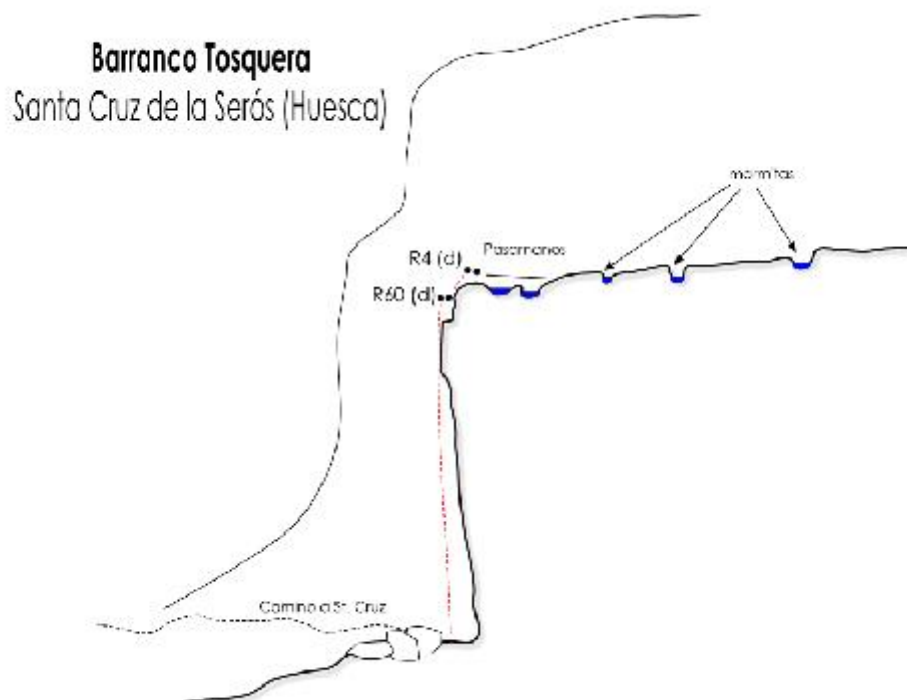 Barranco Tosquera
Santa Cruz de la Serós (Huesca)
marmitas
R4 (d)
Pasamanos
R60 (d)
Camino a St. Cruz